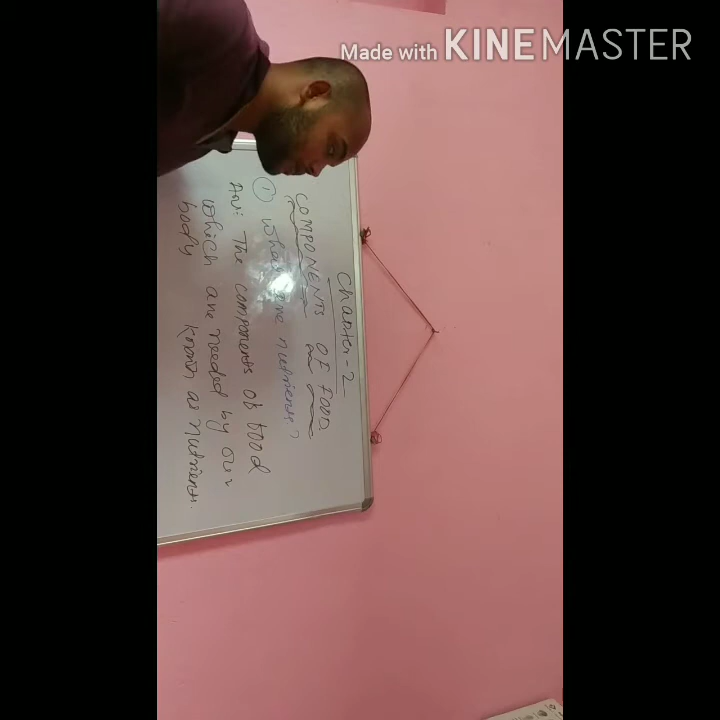 Made with KINEMASTER
Chapter-2
COMPONENTS OF FOOD
① What are nutrients?
Ans: The components of food
which are needed by our
body known as nutrients.